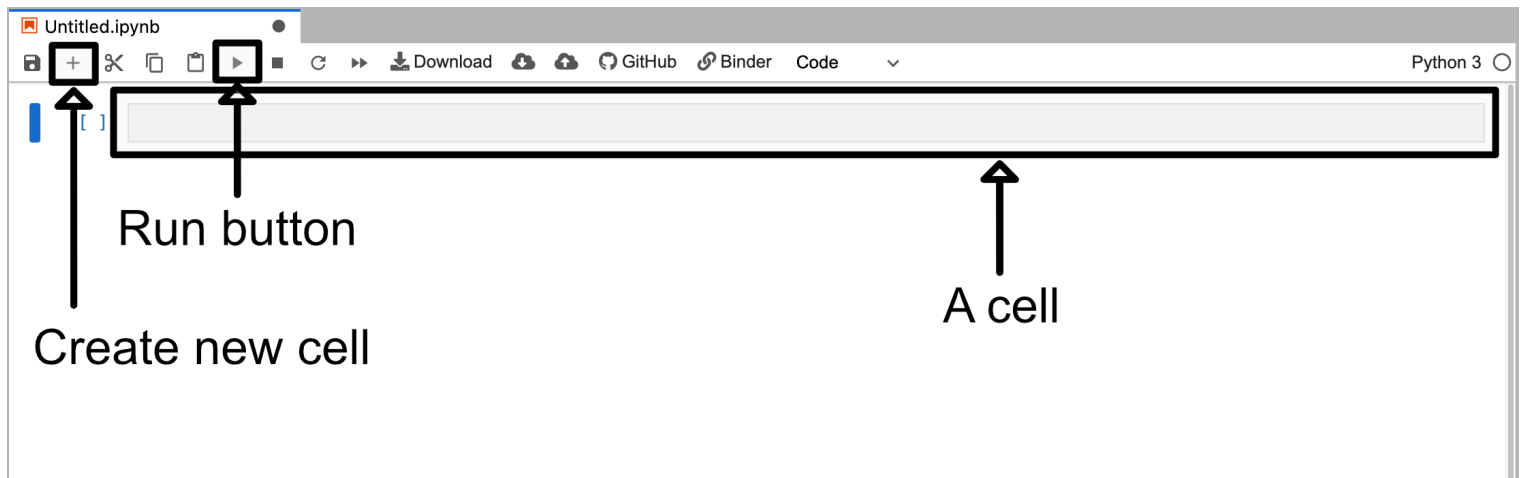 Untitled.ipynb
Download GitHub Binder Code Python 3
[ ]
Run button
A cell
Create new cell